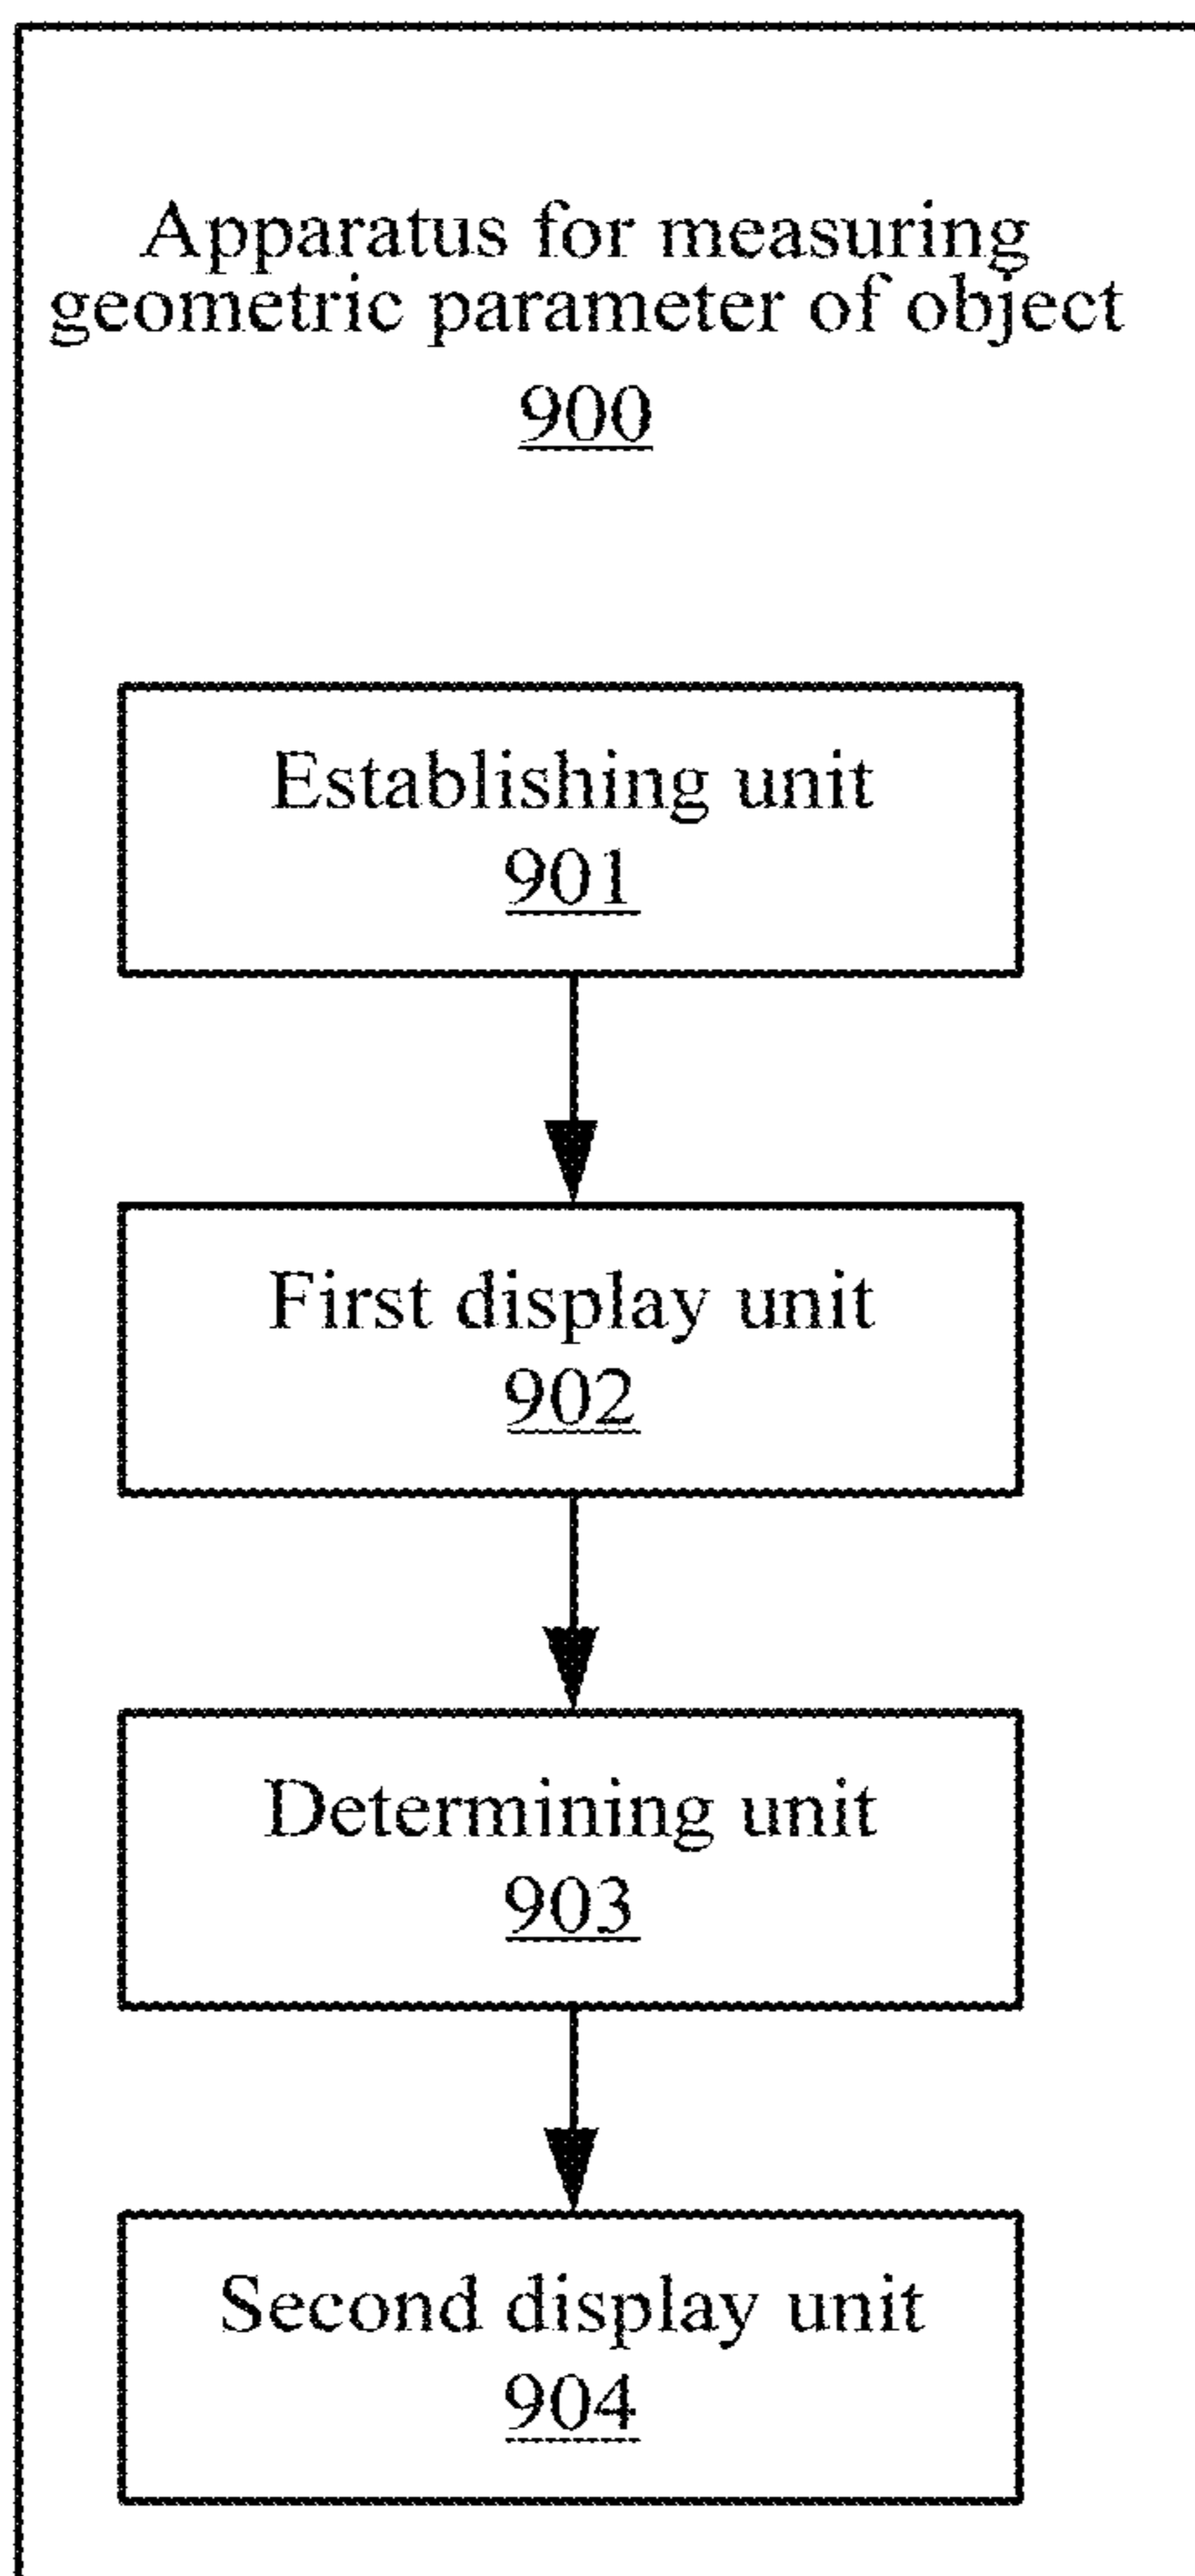 Apparatus for measuring
geometric parameter of object
900
Establishing unit
901
First display unit
902
Determining unit
903
Second display unit
904